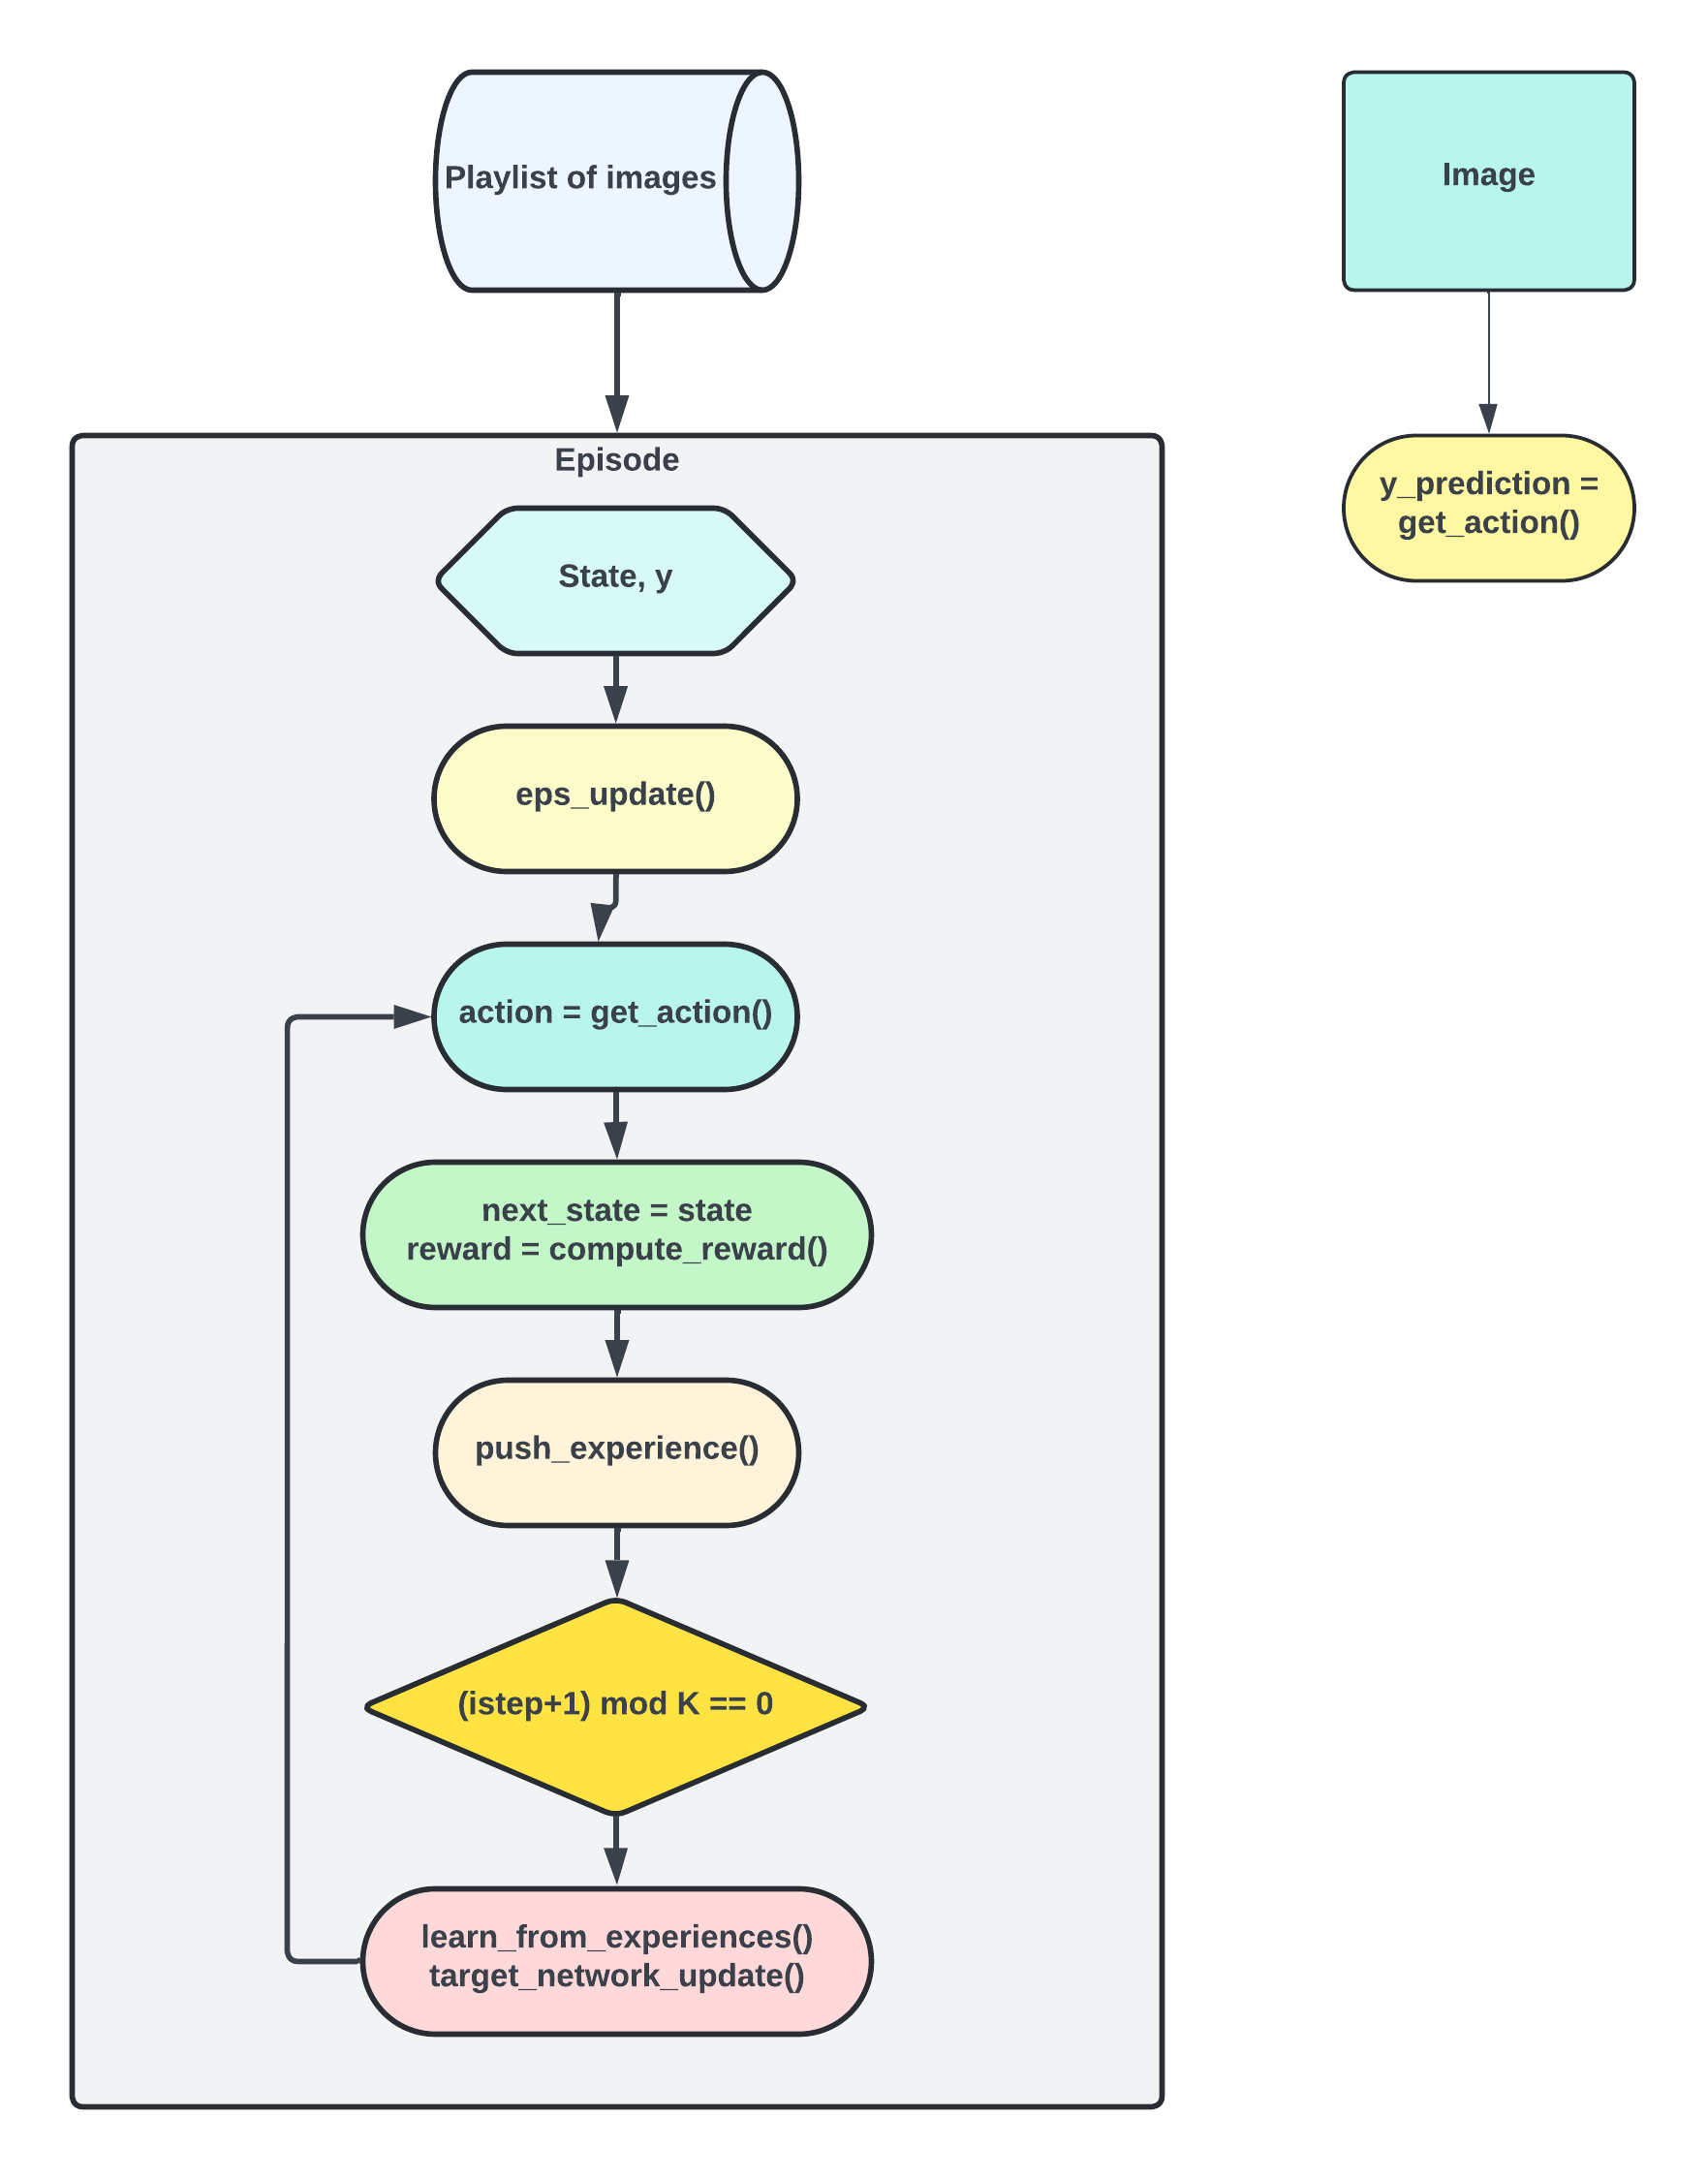 Playlist of images
Episode
State, y
eps_update()
action = get_action()
next_state = state
reward = compute_reward()
push_experience()
(istep+1) mod K == 0
learn_from_experiences()
target_network_update()
Image
y_prediction =
get_action()